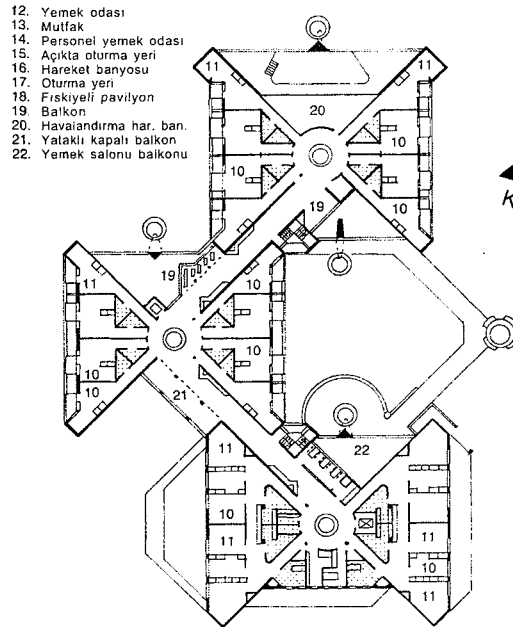 12. Yemek odası
13. Mutfak
14. Personel yemek odası
15. Açıkta oturma yeri
16. Hareket banyosu
17. Oturma yeri
18. Fıskiyeli pavilyon
19. Balkon
20. Havalandırma har. ban.
21. Yataklı kapalı balkon
22. Yemek salonu balkonu
11
11
20
10
10
10
19
K
19
11
10
10
10
10
21
22
11
11
10
11
11
10
11